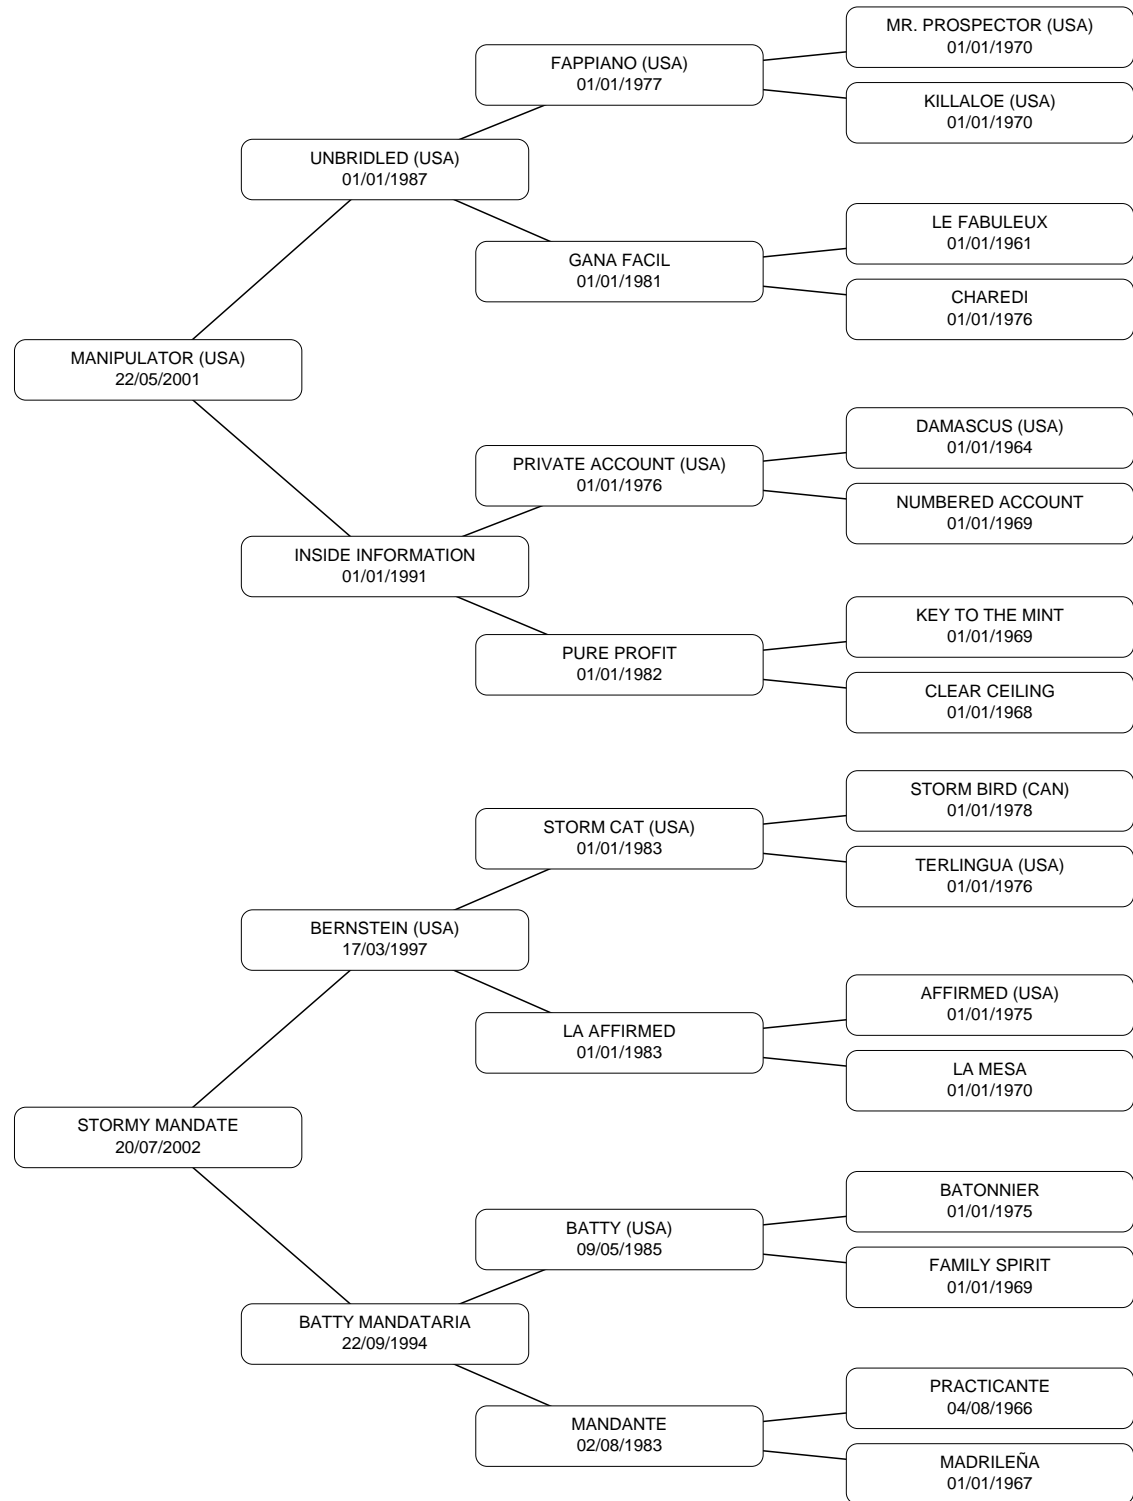 MR. PROSPECTOR (USA)
01/01/1970
FAPPIANO (USA)
01/01/1977
KILLALOE (USA)
01/01/1970
UNBRIDLED (USA)
01/01/1987
LE FABULEUX
01/01/1961
GANA FACIL
01/01/1981
CHAREDI
01/01/1976
MANIPULATOR (USA)
22/05/2001
DAMASCUS (USA)
01/01/1964
PRIVATE ACCOUNT (USA)
01/01/1976
NUMBERED ACCOUNT
01/01/1969
INSIDE INFORMATION
01/01/1991
KEY TO THE MINT
01/01/1969
PURE PROFIT
01/01/1982
CLEAR CEILING
01/01/1968
STORM BIRD (CAN)
01/01/1978
STORM CAT (USA)
01/01/1983
TERLINGUA (USA)
01/01/1976
BERNSTEIN (USA)
17/03/1997
AFFIRMED (USA)
01/01/1975
LA AFFIRMED
01/01/1983
LA MESA
01/01/1970
STORMY MANDATE
20/07/2002
BATONNIER
01/01/1975
BATTY (USA)
09/05/1985
FAMILY SPIRIT
01/01/1969
BATTY MANDATARIA
22/09/1994
PRACTICANTE
04/08/1966
MANDANTE
02/08/1983
MADRILEÑA
01/01/1967